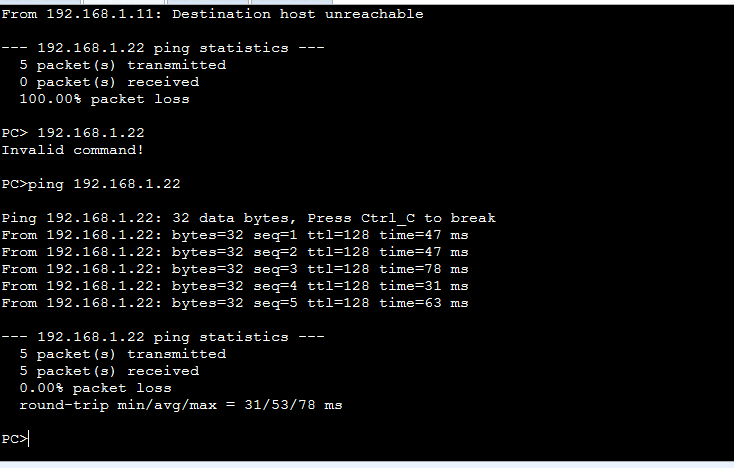 From 192.168.1.11: Destination host unreachable
--- 192.168.1.22 ping statistics ---
  5 packet(s) transmitted
  0 packet(s) received
  100.00% packet loss
PC> 192.168.1.22
Invalid command!
PC>ping 192.168.1.22
Ping 192.168.1.22: 32 data bytes, Press Ctrl_C to break
From 192.168.1.22: bytes=32 seq=1 ttl=128 time=47 ms
From 192.168.1.22: bytes=32 seq=2 ttl=128 time=47 ms
From 192.168.1.22: bytes=32 seq=3 ttl=128 time=78 ms
From 192.168.1.22: bytes=32 seq=4 ttl=128 time=31 ms
From 192.168.1.22: bytes=32 seq=5 ttl=128 time=63 ms
--- 192.168.1.22 ping statistics ---
  5 packet(s) transmitted
  5 packet(s) received
  0.00% packet loss
  round-trip min/avg/max = 31/53/78 ms
PC>